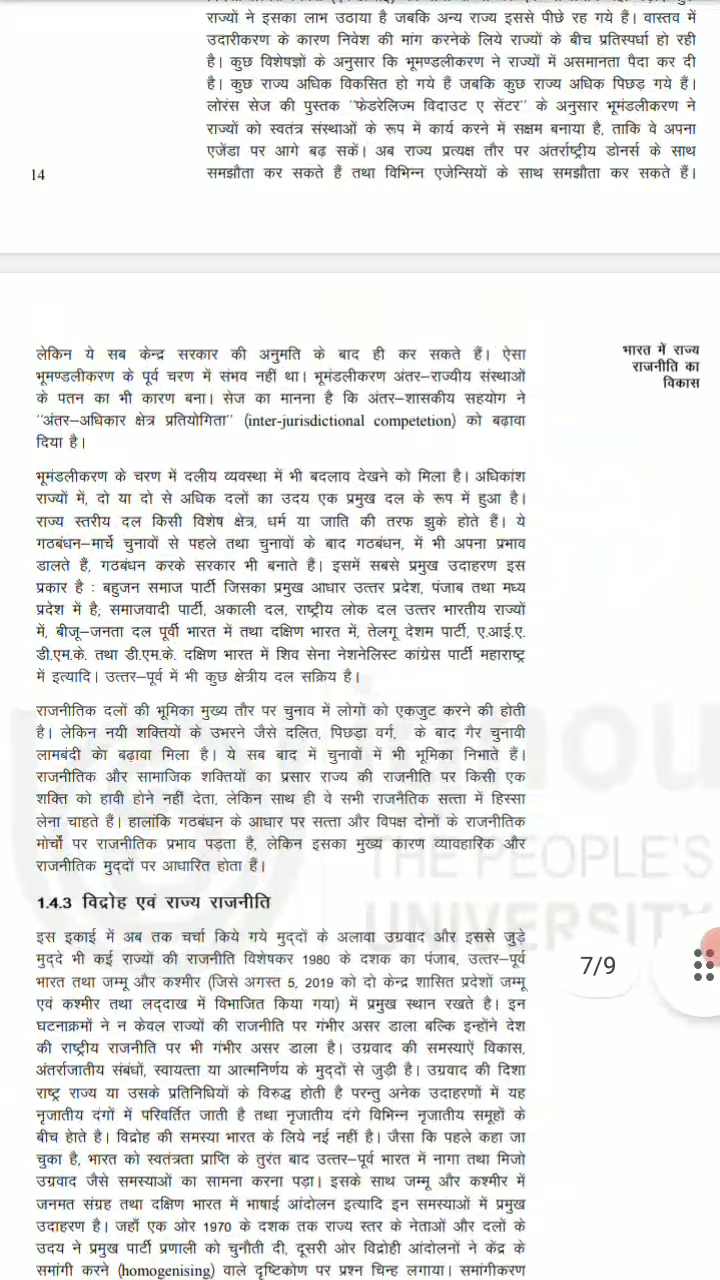 राज्यों ने इसका लाभ उठाया है जबकि अन्य राज्य इससे पीछे रह गये हैं। वास्तव में
उदारीकरण के कारण निवेश की मांग करनेके लिये राज्यों के बीच प्रतिस्पर्धा हो रही
है। कुछ विशेषज्ञों के अनुसार कि भूमण्डलीकरण ने राज्यों में असमानता पैदा कर दी
है। कुछ राज्य अधिक विकसित हो गये हैं जबकि कुछ राज्य अधिक पिछड़ गये हैं।
लोरंस सेज की पुस्तक "फेडरेलिज्म विदाउट ए सेंटर" के अनुसार भूमंडलीकरण ने
राज्यों को स्वतंत्र संस्थाओं के रूप में कार्य करने में सक्षम बनाया है, ताकि वे अपना
एजेंडा पर आगे बढ़ सकें। अब राज्य प्रत्यक्ष तौर पर अंतर्राष्ट्रीय डोनर्स के साथ
14 समझौता कर सकते हैं तथा विभिन्न एजेन्सियों के साथ समझौता कर सकते हैं।
भारत में राज्य
राजनीति का
विकास
लेकिन ये सब केन्द्र सरकार की अनुमति के बाद ही कर सकते हैं। ऐसा
भूमण्डलीकरण के पूर्व चरण में संभव नहीं था। भूमंडलीकरण अंतर–राज्यीय संस्थाओं
के पतन का भी कारण बना। सेज का मानना है कि अंतर–शासकीय सहयोग ने
"अंतर–अधिकार क्षेत्र प्रतियोगिता" (inter-jurisdictional competetion) को बढ़ावा
दिया है।
भूमंडलीकरण के चरण में दलीय व्यवस्था में भी बदलाव देखने को मिला है। अधिकांश
राज्यों में, दो या दो से अधिक दलों का उदय एक प्रमुख दल के रूप में हुआ है।
राज्य स्तरीय दल किसी विशेष क्षेत्र, धर्म या जाति की तरफ झुके होते हैं। ये
गठबंधन–मार्चे चुनावों से पहले तथा चुनावों के बाद गठबंधन, में भी अपना प्रभाव
डालते हैं, गठबंधन करके सरकार भी बनाते हैं। इसमें सबसे प्रमुख उदाहरण इस
प्रकार है : बहुजन समाज पार्टी जिसका प्रमुख आधार उत्तर प्रदेश, पंजाब तथा मध्य
प्रदेश में है; समाजवादी पार्टी, अकाली दल, राष्ट्रीय लोक दल उत्तर भारतीय राज्यों
में, बीजू–जनता दल पूर्वी भारत में तथा दक्षिण भारत में, तेलगू देशम पार्टी, ए.आई.ए.
डी.एम.के. तथा डी.एम.के. दक्षिण भारत में शिव सेना नेशनेलिस्ट कांग्रेस पार्टी महाराष्ट्र
में इत्यादि। उत्तर–पूर्व में भी कुछ क्षेत्रीय दल सक्रिय है।
राजनीतिक दलों की भूमिका मुख्य तौर पर चुनाव में लोगों को एकजुट करने की होती
है। लेकिन नयी शक्तियों के उभरने जैसे दलित, पिछड़ा वर्ग, के बाद गैर चुनावी
लामबंदी केा बढ़ावा मिला है। ये सब बाद में चुनावों में भी भूमिका निभाते हैं।
राजनीतिक और सामाजिक शक्तियों का प्रसार राज्य की राजनीति पर किसी एक
शक्ति को हावी होने नहीं देता, लेकिन साथ ही वे सभी राजनैतिक सत्ता में हिस्सा
लेना चाहते हैं। हालांकि गठबंधन के आधार पर सत्ता और विपक्ष दोनों के राजनीतिक
मोर्चों पर राजनीतिक प्रभाव पड़ता है, लेकिन इसका मुख्य कारण व्यावहारिक और
राजनीतिक मुद्दों पर आधारित होता हैं।
ignou
THE PEOPLE'S
UNIVERSITY
1.4.3 विद्रोह एवं राज्य राजनीति
इस इकाई में अब तक चर्चा किये गये मुद्दों के अलावा उग्रवाद और इससे जुड़े
मुद्दे भी कई राज्यों की राजनीति विशेषकर 1980 के दशक का पंजाब, उत्तर–पूर्व
7/9
भारत तथा जम्मू और कश्मीर (जिसे अगस्त 5, 2019 को दो केन्द्र शासित प्रदेशों जम्मू
एवं कश्मीर तथा लद्दाख में विभाजित किया गया) में प्रमुख स्थान रखते है। इन
घटनाक्रमों ने न केवल राज्यों की राजनीति पर गंभीर असर डाला बल्कि इन्होंने देश
की राष्ट्रीय राजनीति पर भी गंभीर असर डाला है। उग्रवाद की समस्याऐं विकास,
अंतर्राजातीय संबंधों, स्वायत्ता या आत्मनिर्णय के मुद्दों से जुड़ी है। उग्रवाद की दिशा
राष्ट्र राज्य या उसके प्रतिनिधियों के विरुद्ध होती है परन्तु अनेक उदाहरणों में यह
नृजातीय दंगों में परिवर्तित जाती है तथा नृजातीय दंगे विभिन्न नृजातीय समूहों के
बीच हेाते है। विद्रोह की समस्या भारत के लिये नई नहीं है। जैसा कि पहले कहा जा
चुका है, भारत को स्वतंत्रता प्राप्ति के तुरंत बाद उत्तर–पूर्व भारत में नागा तथा मिजो
उग्रवाद जैसे समस्याओं का सामना करना पड़ा। इसके साथ जम्मू और कश्मीर में
जनमत संग्रह तथा दक्षिण भारत में भाषाई आंदोलन इत्यादि इन समस्याओं में प्रमुख
उदाहरण है। जहाँ एक ओर 1970 के दशक तक राज्य स्तर के नेताओं और दलों के
उदय ने प्रमुख पार्टी प्रणाली को चुनौती दी, दूसरी ओर विद्रोही आंदोलनों ने केंद्र के
समांगी करने (homogenising) वाले दृष्टिकोण पर प्रश्न चिन्ह लगाया। समांगीकरण